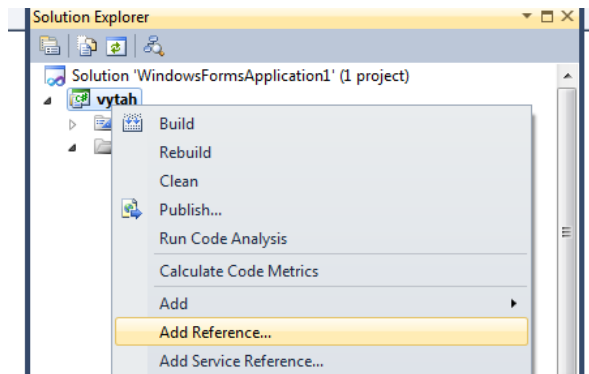 Solution Explorer
Solution 'WindowsFormsApplication1' (1 project)
vytah
Build
Rebuild
Clean
Publish...
Run Code Analysis
Calculate Code Metrics
Add
Add Reference...
Add Service Reference...